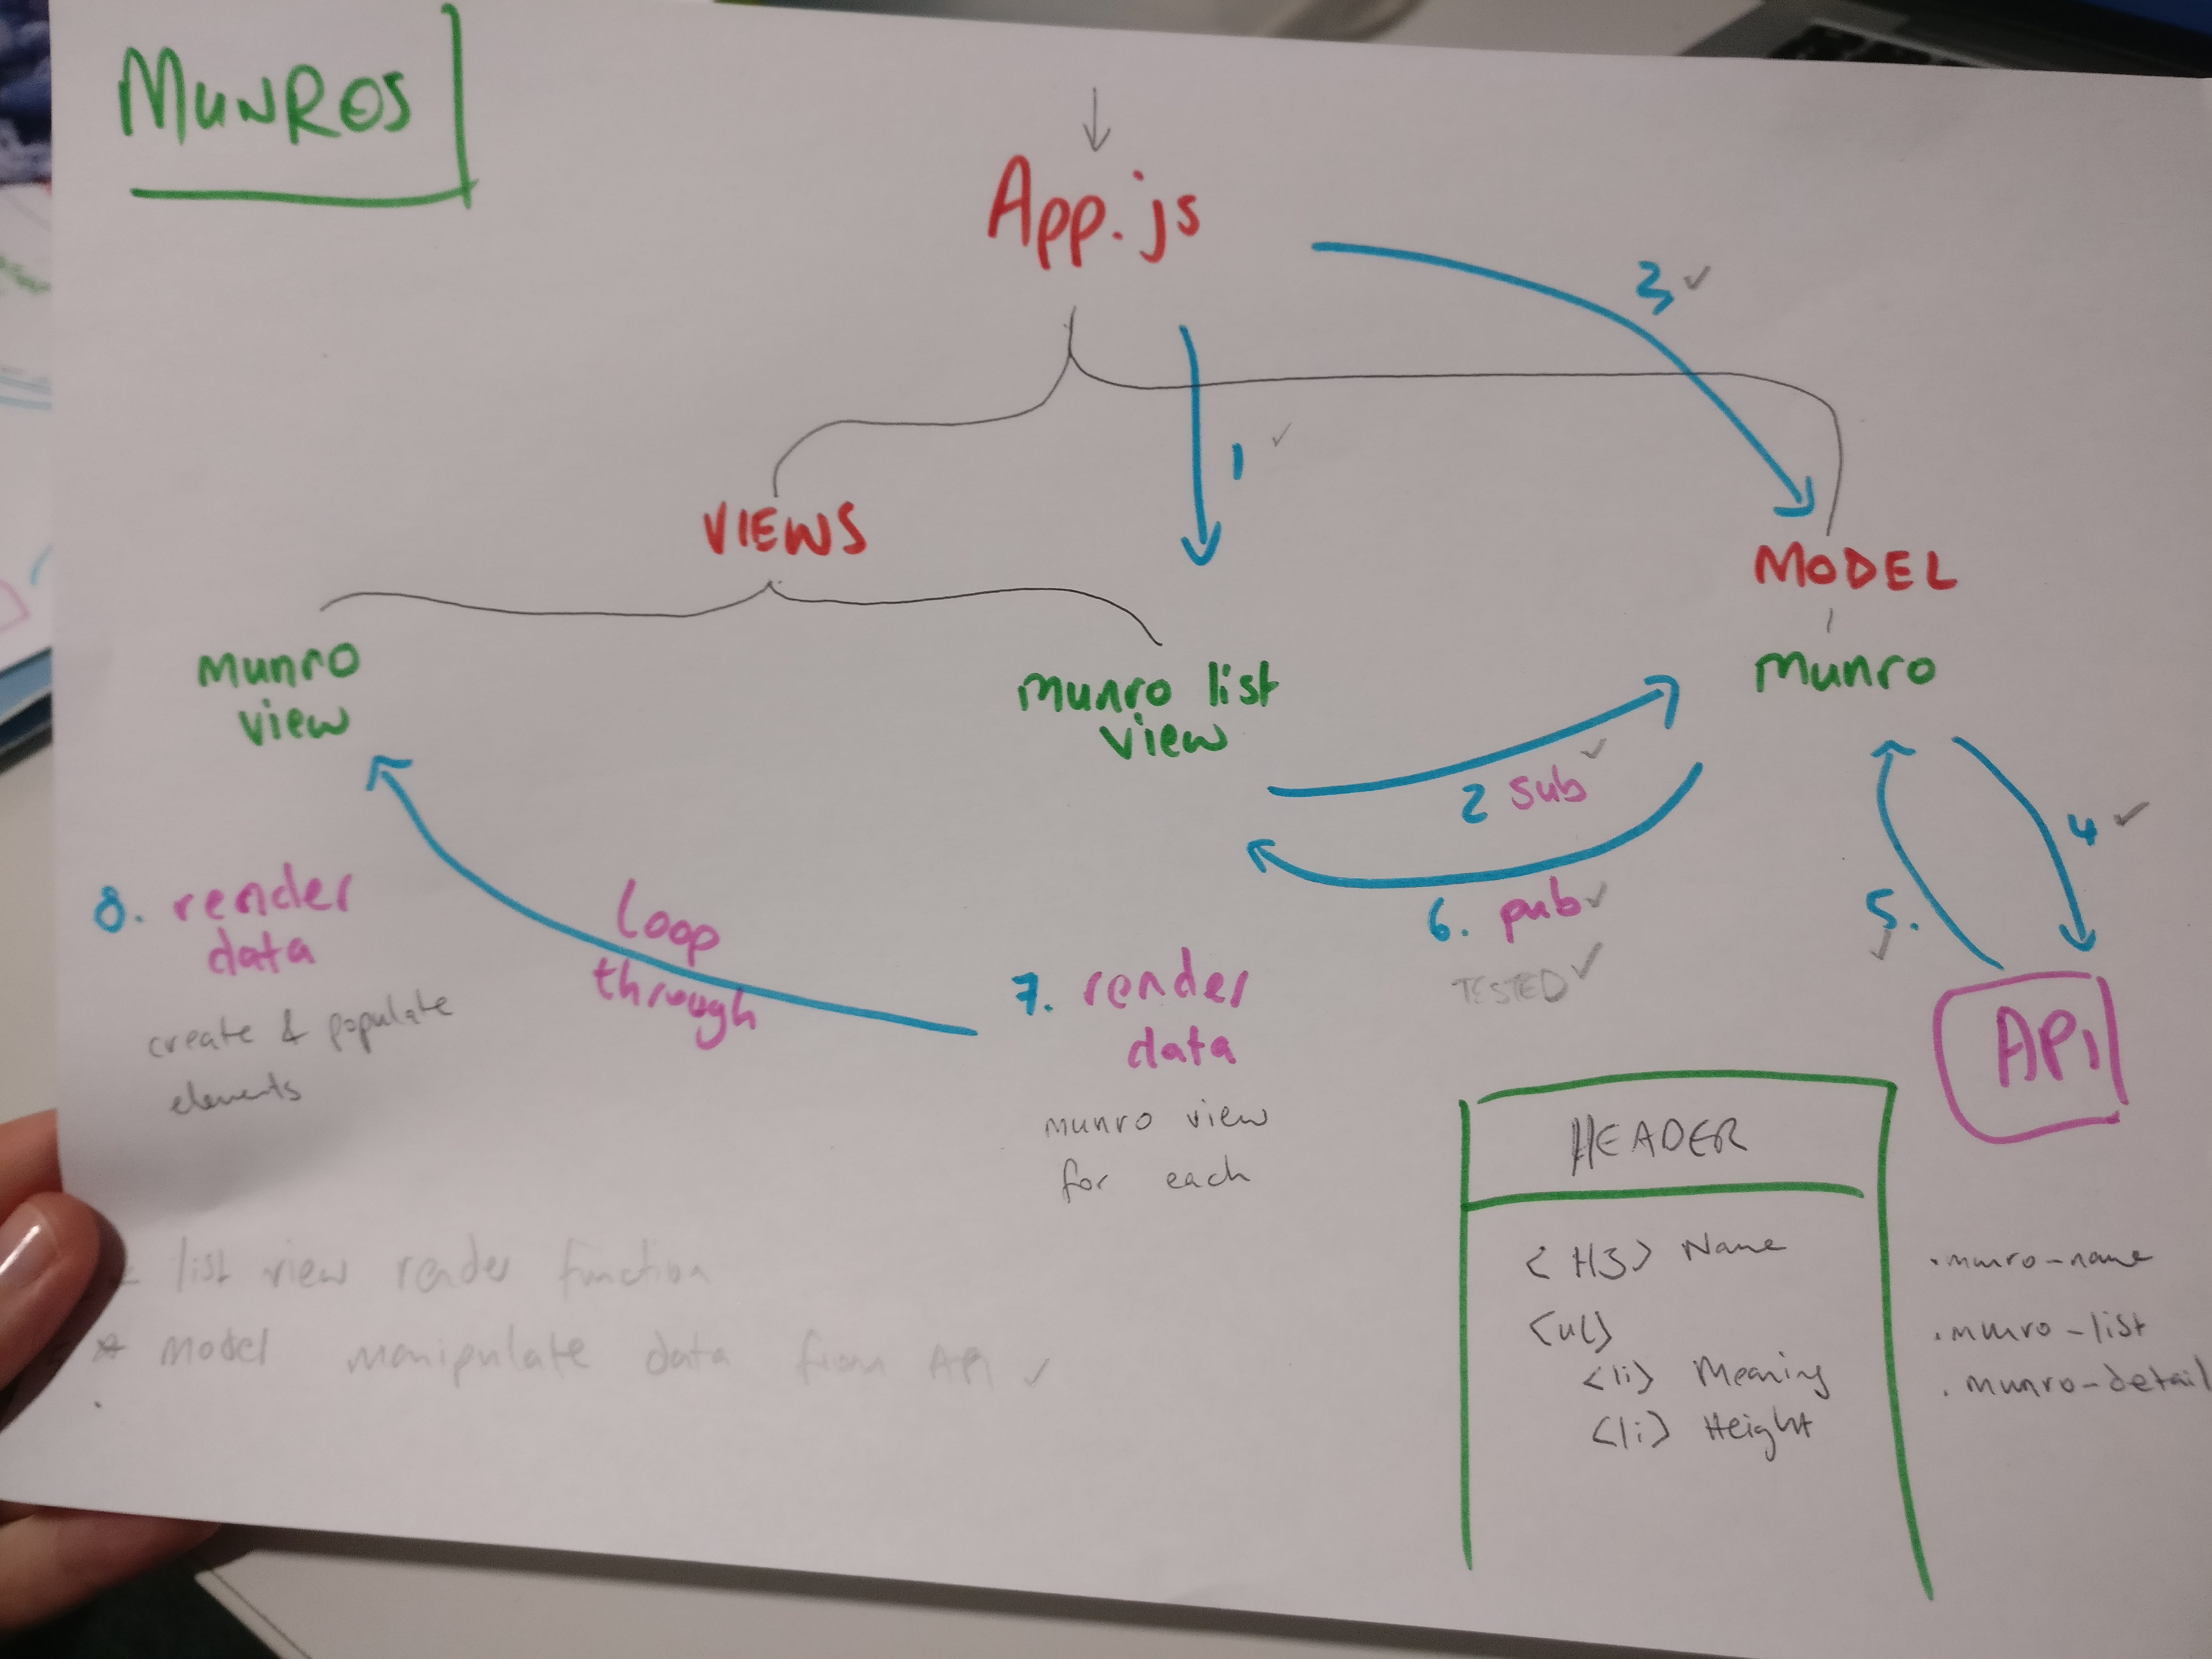 MUNROS
App.js
3
1
VIEWS
MODEL
munro
view
munro list
view
munro
2 sub
4
5.
6. pub
TESTED
8. render
data
create & populate
elements
Loop
through
7. render
data
munro view
for each
API
HEADER
<H3> Name
.munro-name
<ul>
.munro-list
<li> Meaning
.munro-detail
<li> Height
list view render function
* model manipulate data from API